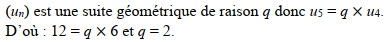 (un) est une suite géométrique de raison q donc u5 = q × u4.
D'où : 12 = q × 6 et q = 2.